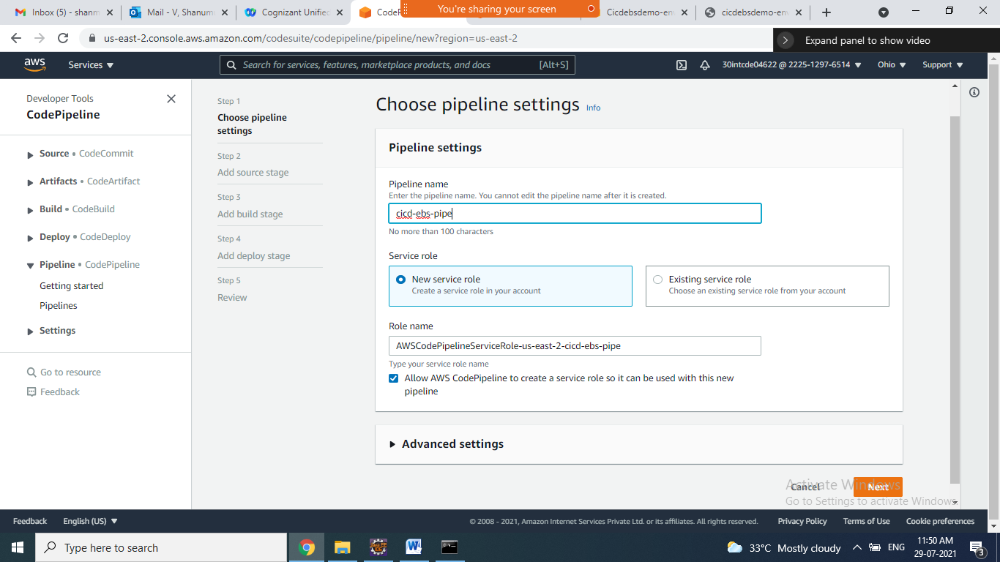 Inbox (5) - shanm
Mail - V, Shanumu
Cognizant Unified
CodeP
You're sharing your screen
Cicdebsdemo-en
cicdebsdemo-env
us-east-2.console.aws.amazon.com/codesuite/codepipeline/pipeline/new?region=us-east-2
Expand panel to show video
aws
Services
Search for services, features, marketplace products, and docs
[Alt+S]
30intcde04622 @ 2225-1297-6514
Ohio
Support
Developer Tools
CodePipeline
Source • CodeCommit
Artifacts • CodeArtifact
Build • CodeBuild
Deploy • CodeDeploy
Pipeline • CodePipeline
Getting started
Pipelines
Settings
Go to resource
Feedback
Step 1
Choose pipeline
settings
Step 2
Add source stage
Step 3
Add build stage
Step 4
Add deploy stage
Step 5
Review
Choose pipeline settings Info
Pipeline settings
Pipeline name
Enter the pipeline name. You cannot edit the pipeline name after it is created.
cicd-ebs-pipe
No more than 100 characters
Service role
New service role
Create a service role in your account
Existing service role
Choose an existing service role from your account
Role name
AWSCodePipelineServiceRole-us-east-2-cicd-ebs-pipe
Type your service role name
Allow AWS CodePipeline to create a service role so it can be used with this new
pipeline
Advanced settings
Cancel
Next
Activate Windows
Go to Settings to activate Windows.
Feedback
English (US)
© 2008 - 2021, Amazon Internet Services Private Ltd. or its affiliates. All rights reserved.
Privacy Policy
Terms of Use
Cookie preferences
Type here to search
33°C Mostly cloudy
ENG
11:50 AM
29-07-2021
3